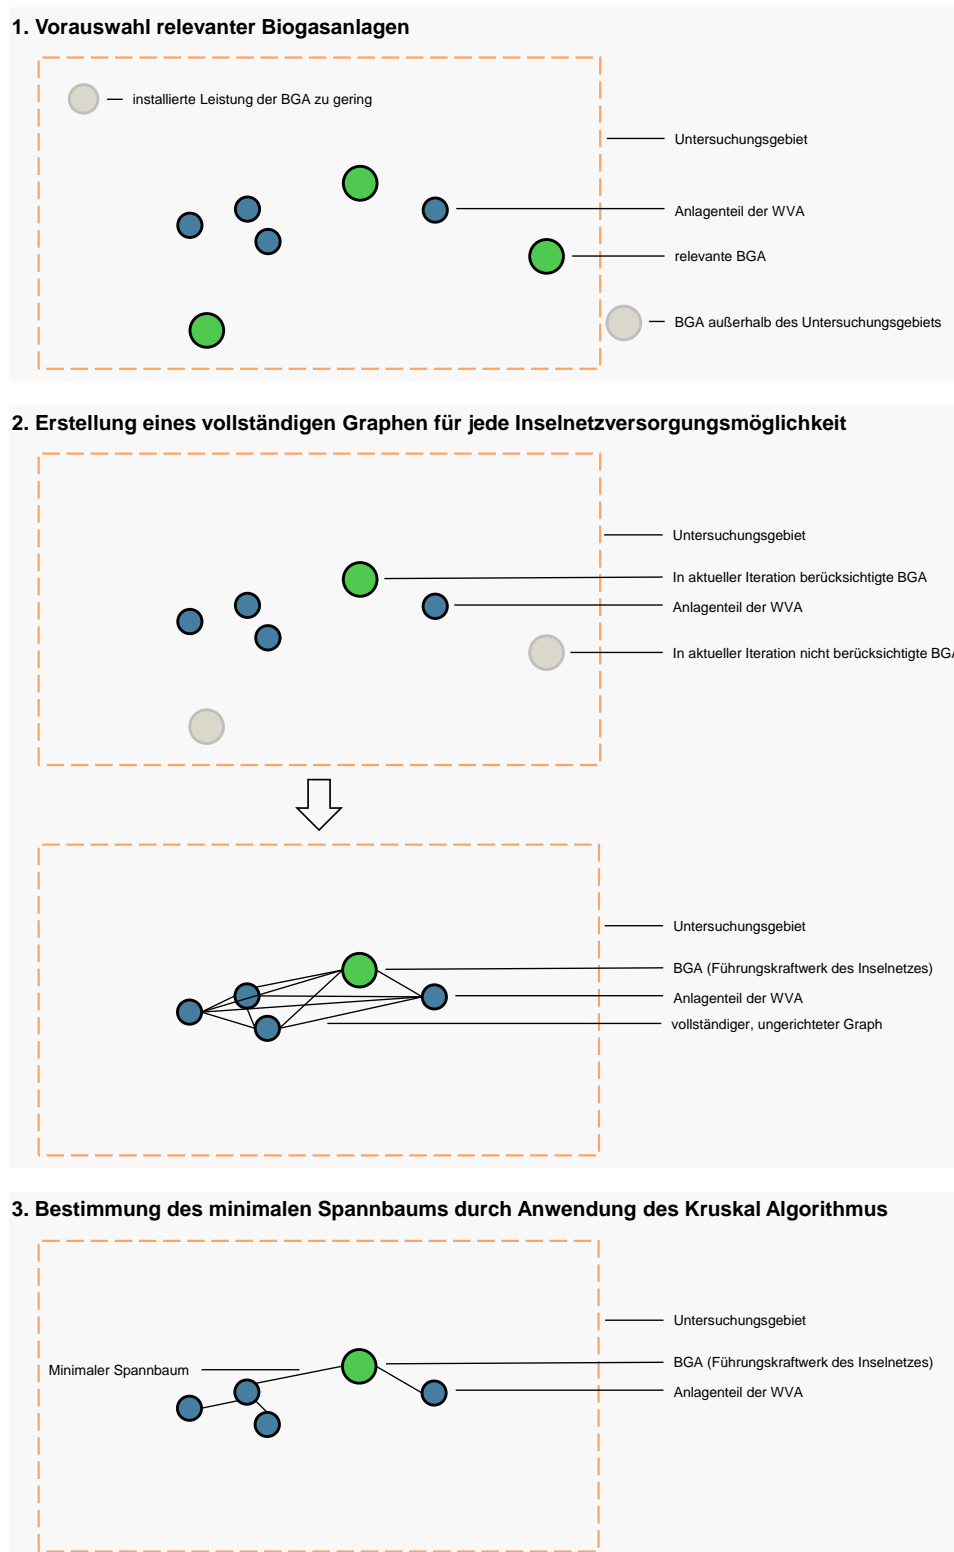 1. Vorauswahl relevanter Biogasanlagen
installierte Leistung der BGA zu gering
Untersuchungsgebiet
Anlagenteil der WVA
relevante BGA
BGA außerhalb des Untersuchungsgebiets
2. Erstellung eines vollständigen Graphen für jede Inselnetzversorgungsmöglichkeit
Untersuchungsgebiet
In aktueller Iteration berücksichtigte BGA
Anlagenteil der WVA
In aktueller Iteration nicht berücksichtigte BGA
Untersuchungsgebiet
BGA (Führungskraftwerk des Inselnetzes)
Anlagenteil der WVA
vollständiger, ungerichteter Graph
3. Bestimmung des minimalen Spannbaums durch Anwendung des Kruskal Algorithmus
Untersuchungsgebiet
BGA (Führungskraftwerk des Inselnetzes)
Minimaler Spannbaum
Anlagenteil der WVA